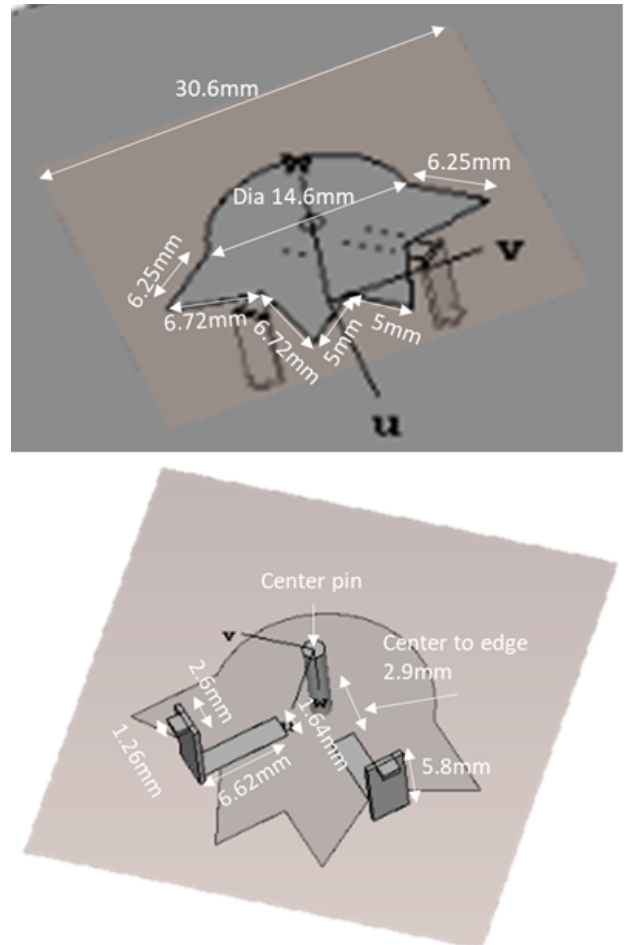 30.6mm
6.25mm
Dia 14.6mm
v
6.25mm
6.72mm
6.72mm
5mm
5mm
u
Center pin
v
Center to edge
2.9mm
2.6mm
1.64mm
1.26mm
6.62mm
5.8mm